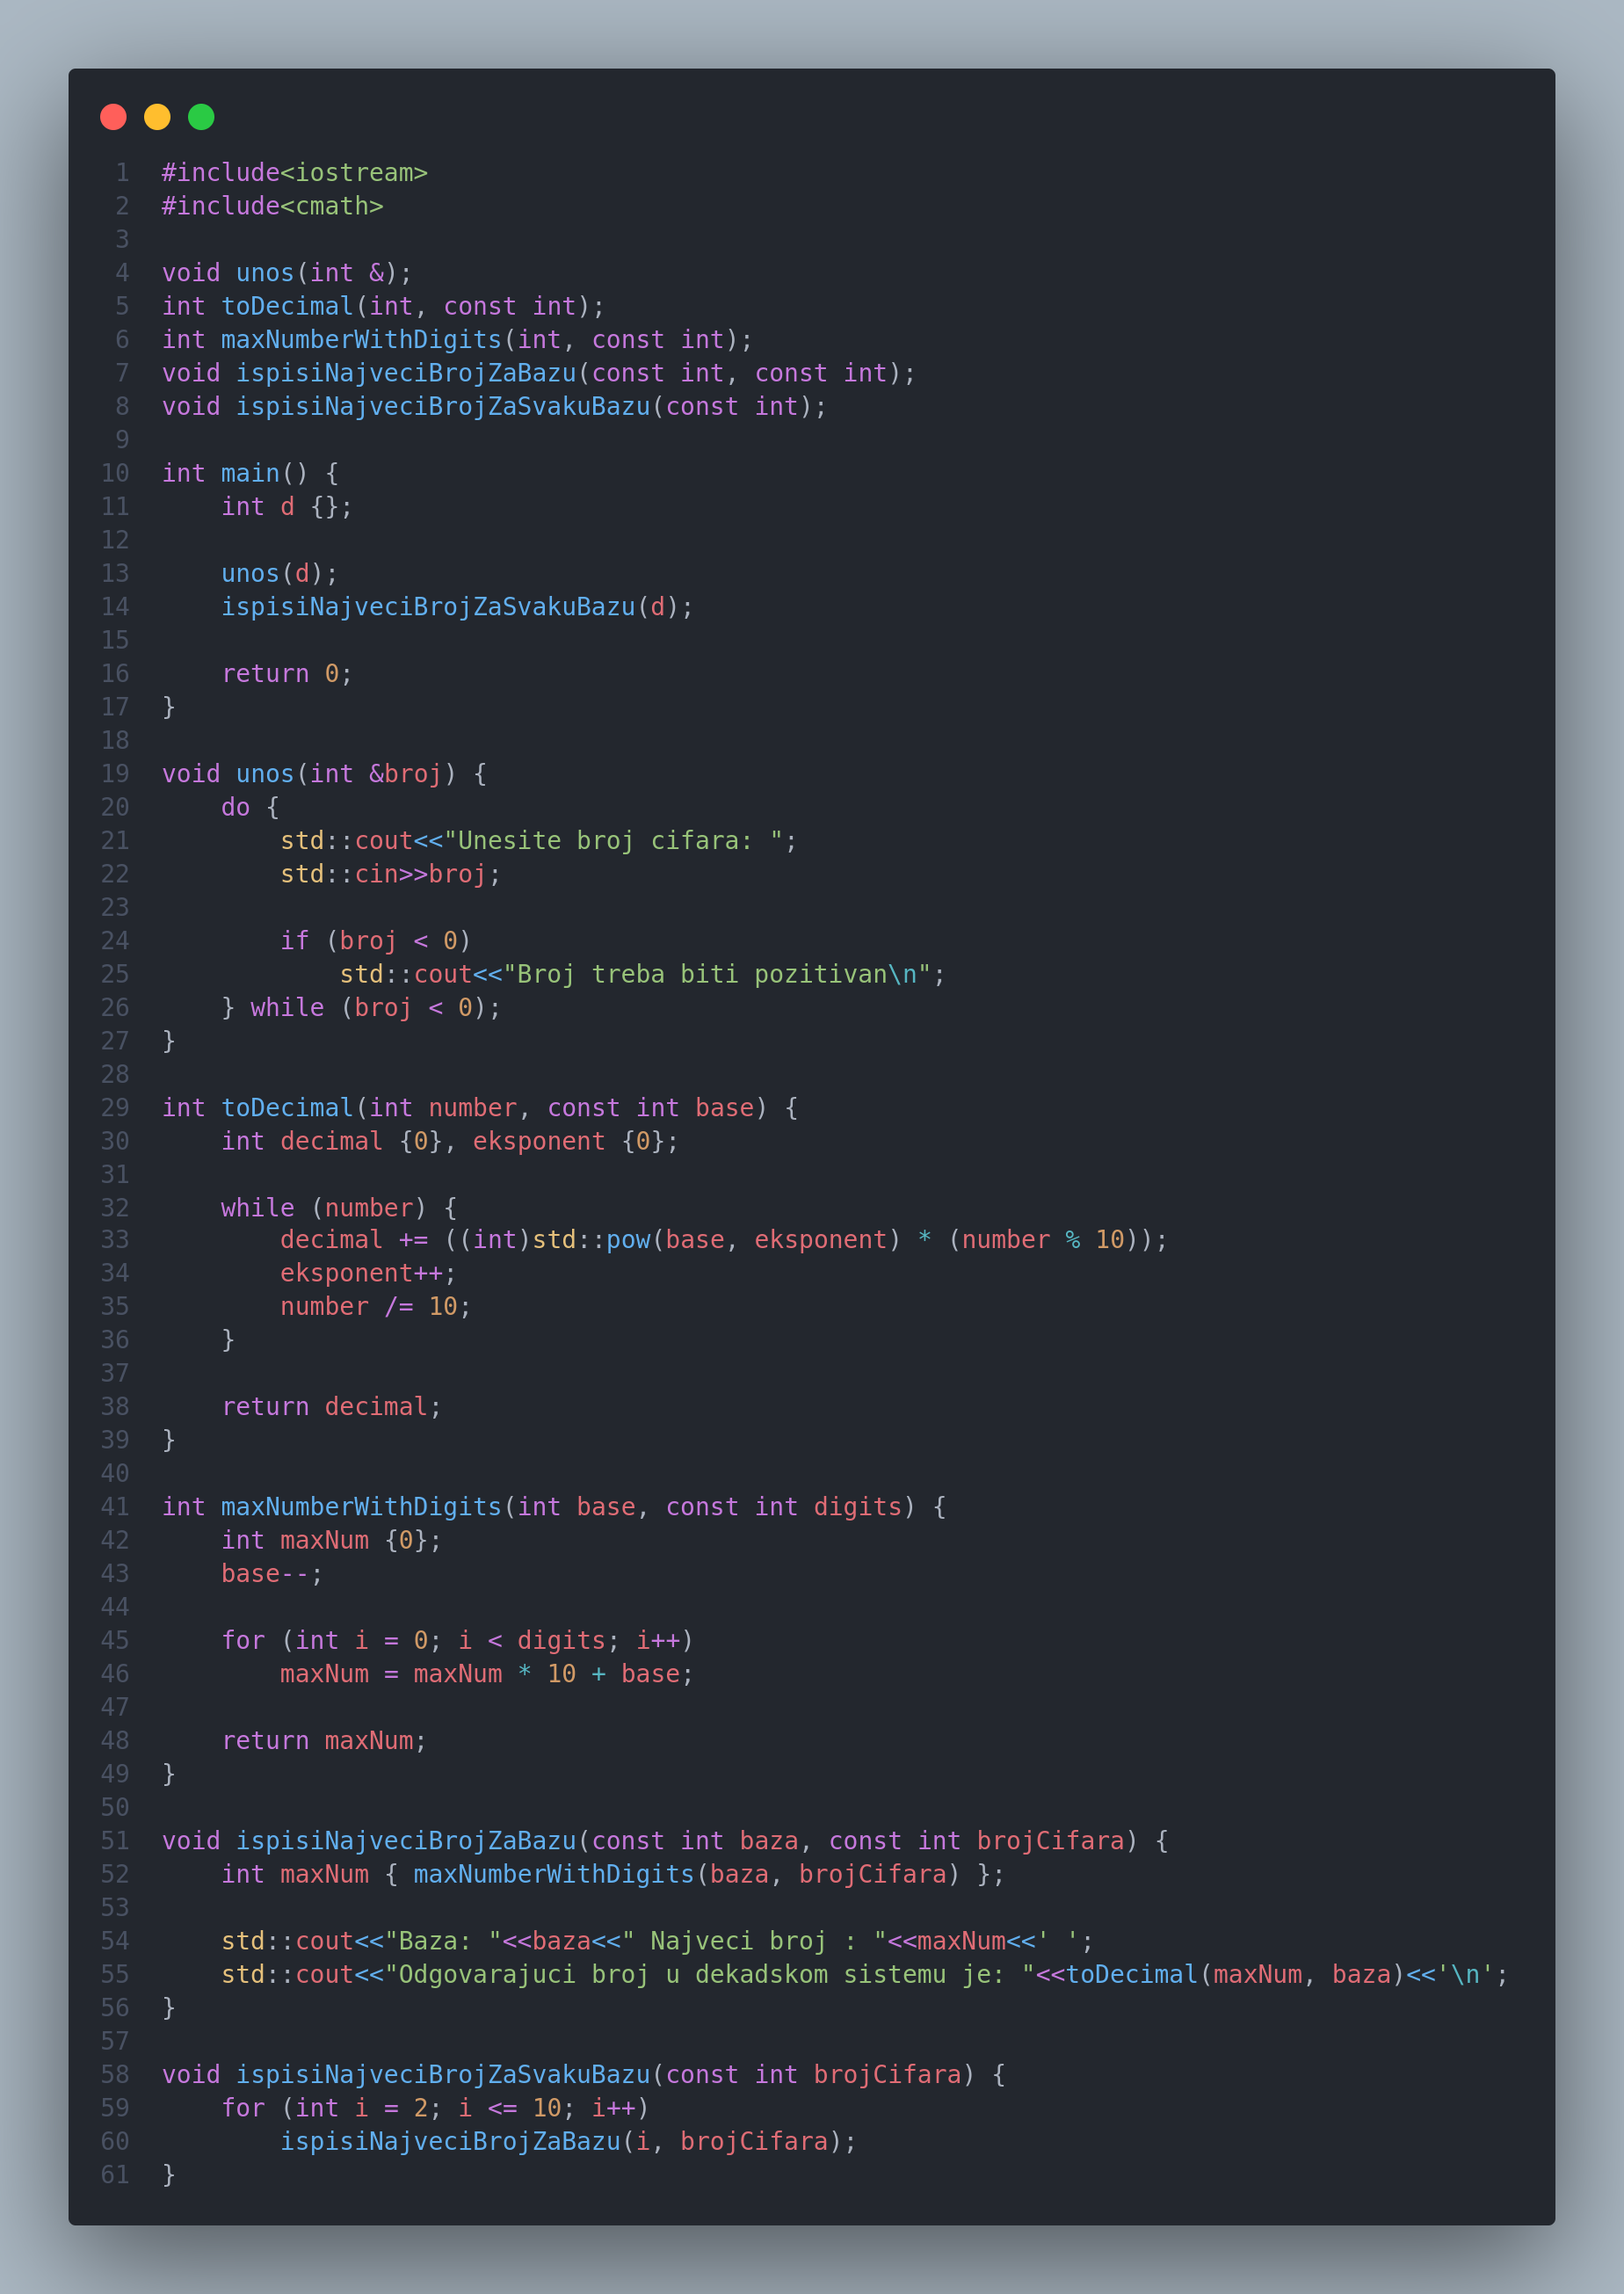 1 #include<iostream>
2 #include<cmath>
3
4 void unos(int &);
5 int toDecimal(int, const int);
6 int maxNumberWithDigits(int, const int);
7 void ispisiNajveciBrojZaBazu(const int, const int);
8 void ispisiNajveciBrojZaSvakuBazu(const int);
9
10 int main() {
11     int d {};
12
13     unos(d);
14     ispisiNajveciBrojZaSvakuBazu(d);
15
16     return 0;
17 }
18
19 void unos(int &broj) {
20     do {
21         std::cout<<"Unesite broj cifara: ";
22         std::cin>>broj;
23
24         if (broj < 0)
25             std::cout<<"Broj treba biti pozitivan\n";
26     } while (broj < 0);
27 }
28
29 int toDecimal(int number, const int base) {
30     int decimal {0}, eksponent {0};
31
32     while (number) {
33         decimal += ((int)std::pow(base, eksponent) * (number % 10));
34         eksponent++;
35         number /= 10;
36     }
37
38     return decimal;
39 }
40
41 int maxNumberWithDigits(int base, const int digits) {
42     int maxNum {0};
43     base--;
44
45     for (int i = 0; i < digits; i++)
46         maxNum = maxNum * 10 + base;
47
48     return maxNum;
49 }
50
51 void ispisiNajveciBrojZaBazu(const int baza, const int brojCifara) {
52     int maxNum { maxNumberWithDigits(baza, brojCifara) };
53
54     std::cout<<"Baza: "<<baza<<" Najveci broj : "<<maxNum<<' ';
55     std::cout<<"Odgovarajuci broj u dekadskom sistemu je: "<<toDecimal(maxNum, baza)<<'\n';
56 }
57
58 void ispisiNajveciBrojZaSvakuBazu(const int brojCifara) {
59     for (int i = 2; i <= 10; i++)
60         ispisiNajveciBrojZaBazu(i, brojCifara);
61 }